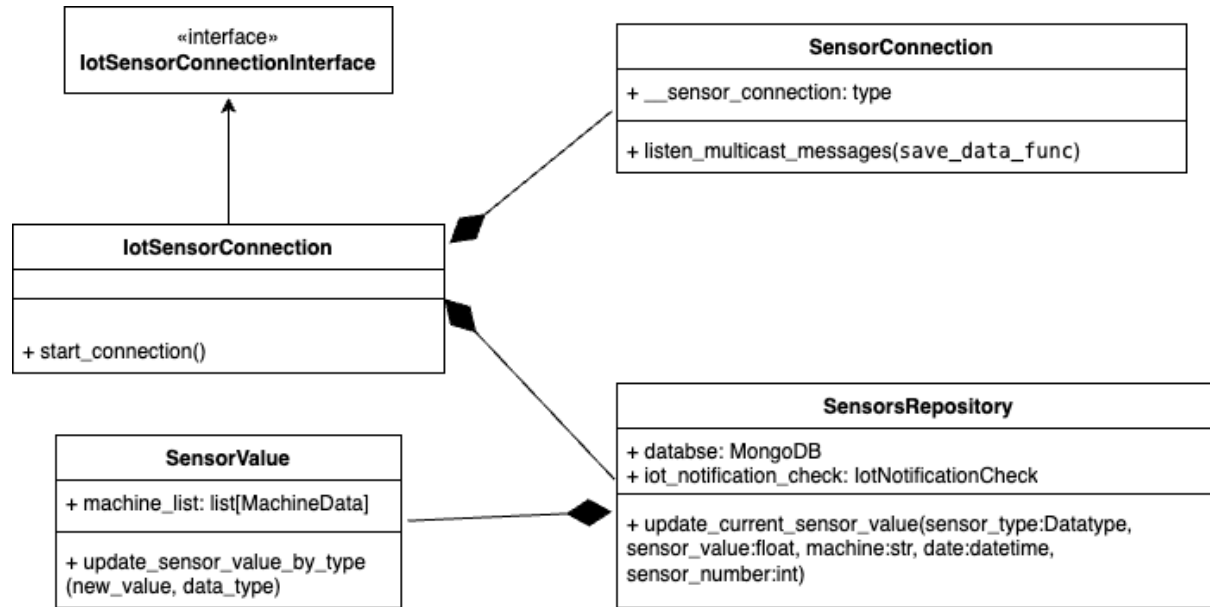 «interface»
IotSensorConnectionInterface
SensorConnection
+ __sensor_connection: type
+ listen_multicast_messages(save_data_func)
IotSensorConnection
+ start_connection()
SensorsRepository
+ databse: MongoDB
+ iot_notification_check: IotNotificationCheck
+ update_current_sensor_value(sensor_type:Datatype,
sensor_value:float, machine:str, date:datetime,
sensor_number:int)
SensorValue
+ machine_list: list[MachineData]
+ update_sensor_value_by_type
(new_value, data_type)